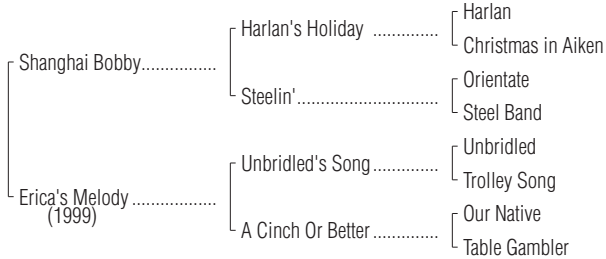 Harlan
Harlan's Holiday ..............
Christmas in Aiken
Shanghai Bobby................
Orientate
Steelin'..............................
Steel Band
Unbridled
Unbridled's Song..............
Trolley Song
Erica's Melody ..................
(1999)
Our Native
A Cinch Or Better..............
Table Gambler